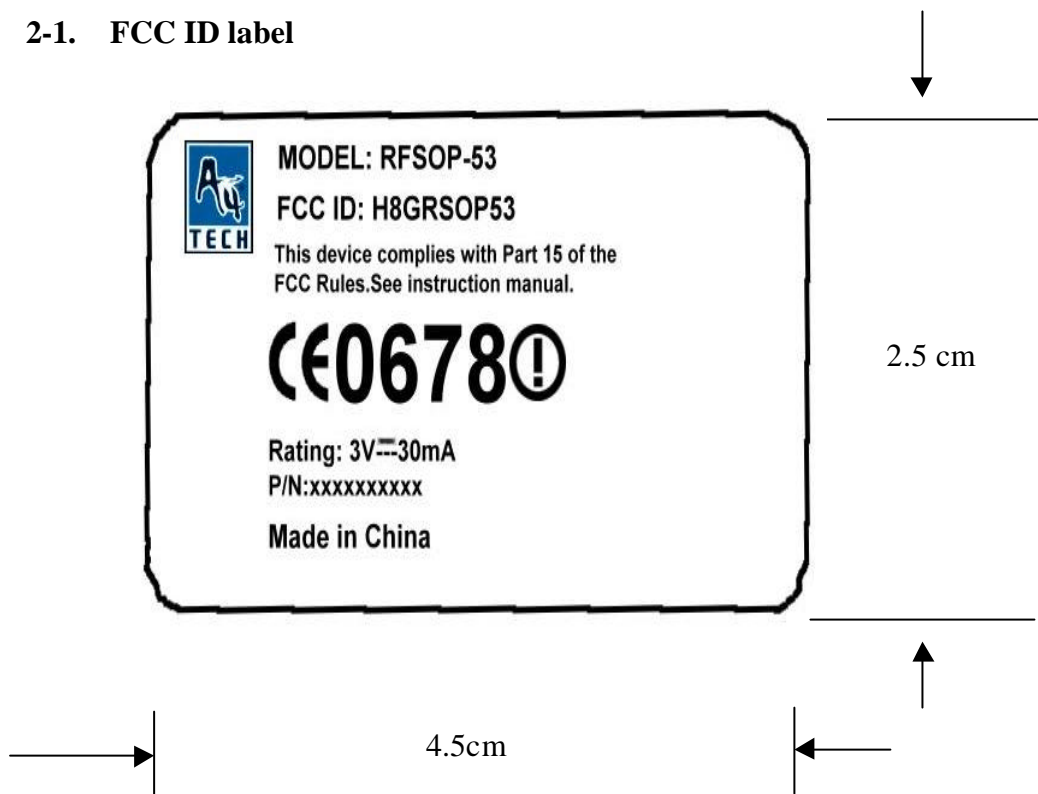 2-1. FCC ID label
A4
TECH
MODEL: RFSOP-53
FCC ID: H8GRSOP53
This device complies with Part 15 of the
FCC Rules.See instruction manual.
CE0678!
Rating: 3V⎓30mA
P/N:xxxxxxxxxx
Made in China
2.5 cm
4.5cm